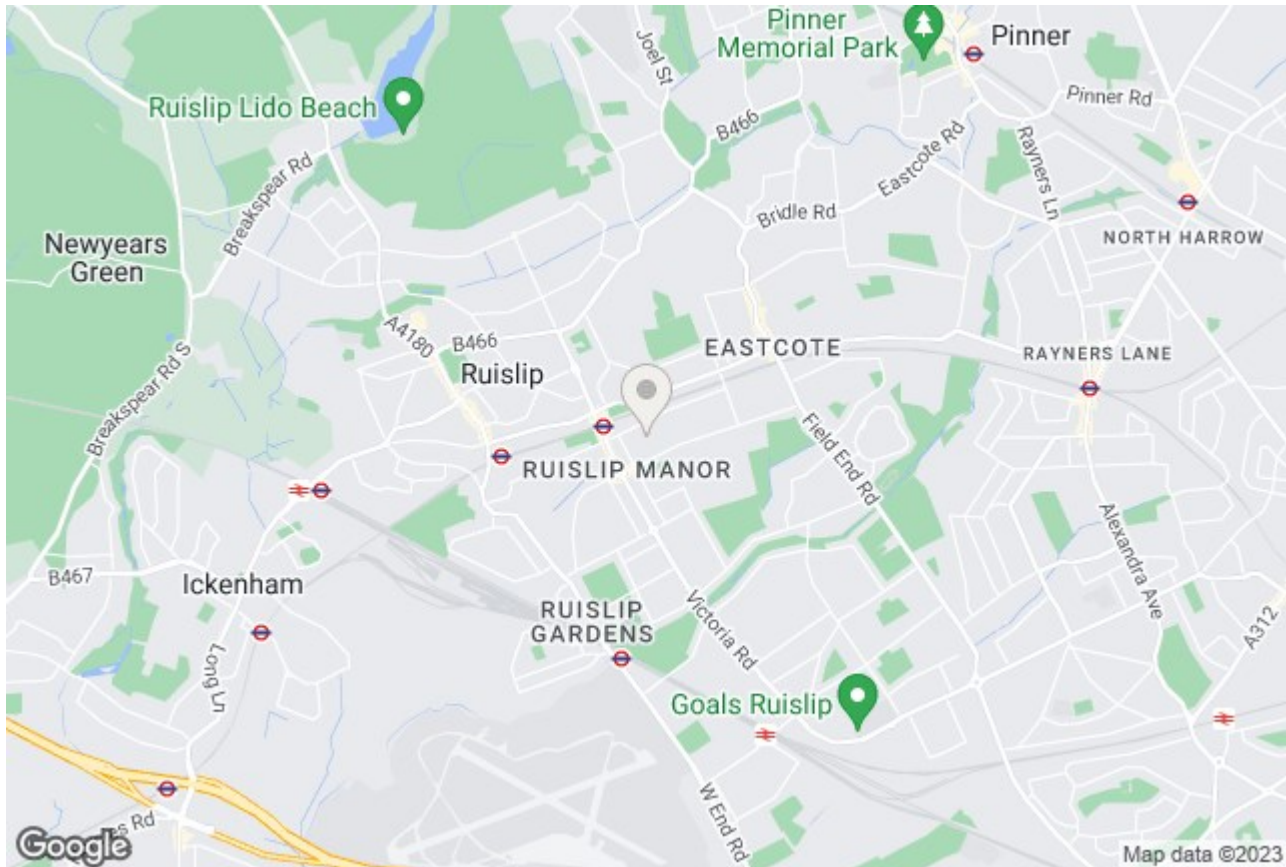 Pinner
Memorial Park
Pinner
Joel St
Ruislip Lido Beach
Pinner Rd
B466
Rayners Ln
Eastcote Rd
Breakspear Rd
Bridle Rd
Newyears
Green
NORTH HARROW
A4180
B466
EASTCOTE
RAYNERS LANE
Ruislip
Breakspear Rd S
Field End Rd
RUISLIP MANOR
Alexandra Ave
B467
Ickenham
RUISLIP
GARDENS
Victoria Rd
A312
Long Ln
Goals Ruislip
W End Rd
Rd
Google
Map data ©2023